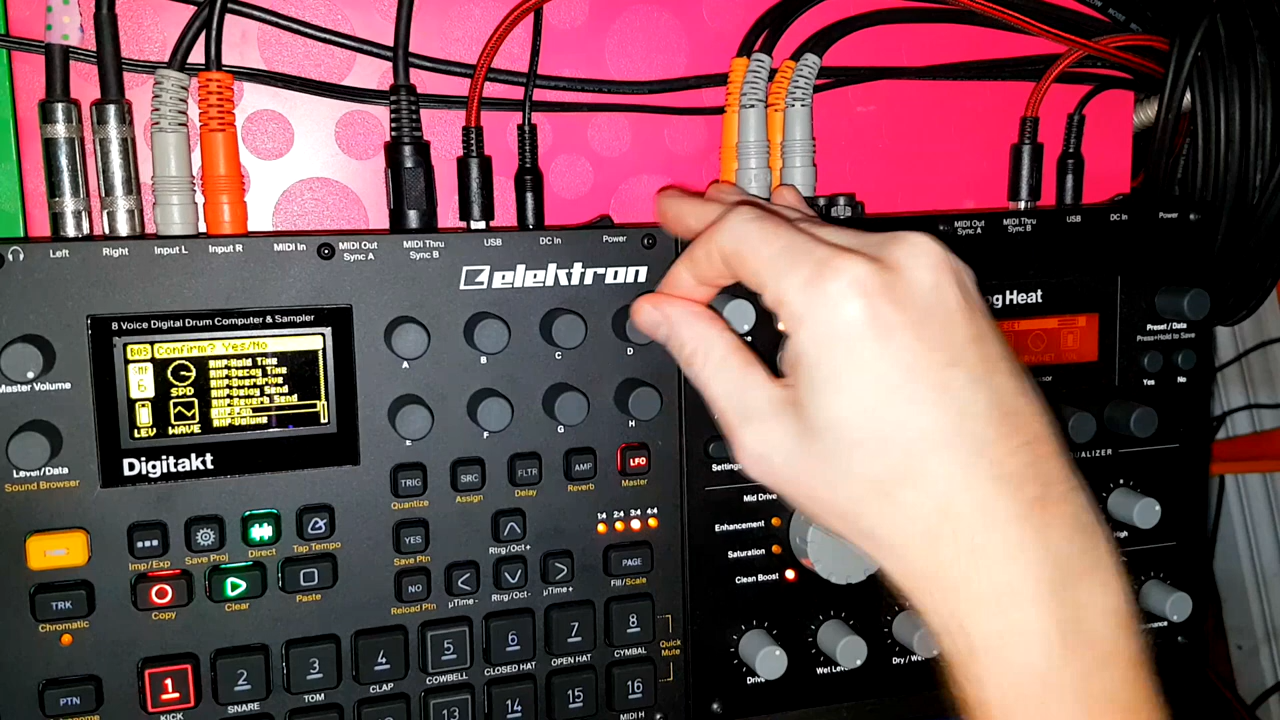 Left
Right
Input L
Input R
MIDI In
MIDI Out
Sync A
MIDI Thru
Sync B
USB
DC In
Power
MIDI Out
Sync A
MIDI Thru
Sync B
USB
DC In
Power
elektron
8 Voice Digital Drum Computer & Sampler
Confirm? Yes/No
AMP:Hold Time
AMP:Decay Time
AMP:Overdrive
AMP:Delay Send
AMP:Reverb Send
AMP:Pan
AMP:Volume
6
SPD
LEV
WAVE
Digitakt
Master Volume
Level/Data
Sound Browser
A
B
C
D
E
F
G
H
TRIG
Quantize
SRC
Assign
FLTR
Delay
AMP
Reverb
LFO
Master
Imp/Exp
Save Proj
Direct
Tap Tempo
Copy
Clear
Paste
YES
Save Ptn
NO
Reload Ptn
Rtrg/Oct+
µTime-
Rtrg/Oct-
µTime+
1:4
2:4
3:4
4:4
PAGE
Fill/Scale
TRK
Chromatic
PTN
1
KICK
2
SNARE
3
TOM
4
CLAP
5
COWBELL
6
CLOSED HAT
7
OPEN HAT
8
CYMBAL
Quick
Mute
13
14
15
16
MIDI H
og Heat
Preset / Data
Press+Hold to Save
Yes
No
Settings
Mid Drive
Enhancement
Saturation
Clean Boost
Drive
Wet Level
Dry / Wet
QUALIZER
High